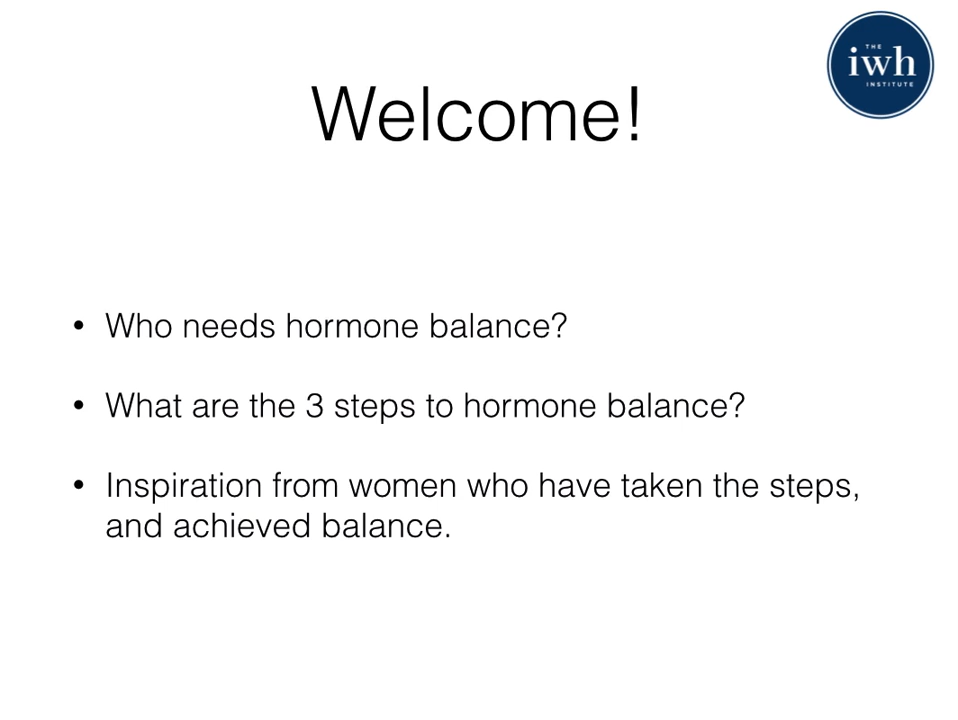 THE
iwh
INSTITUTE
Welcome!
• Who needs hormone balance?
• What are the 3 steps to hormone balance?
• Inspiration from women who have taken the steps,
and achieved balance.